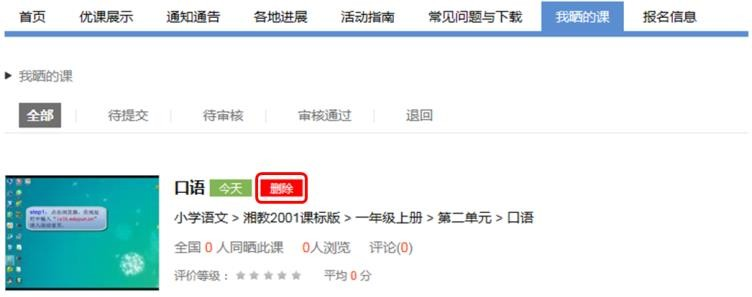 首页 优课展示 通知通告 各地进展 活动指南 常见问题与下载 我晒的课 报名信息
我晒的课
全部 待提交 待审核 审核通过 退回
口语 今天 删除
小学语文 > 湘教2001课标版 > 一年级上册 > 第二单元 > 口语
全国 0 人同晒此课 0人浏览 评论(0)
评价等级： 平均 0 分